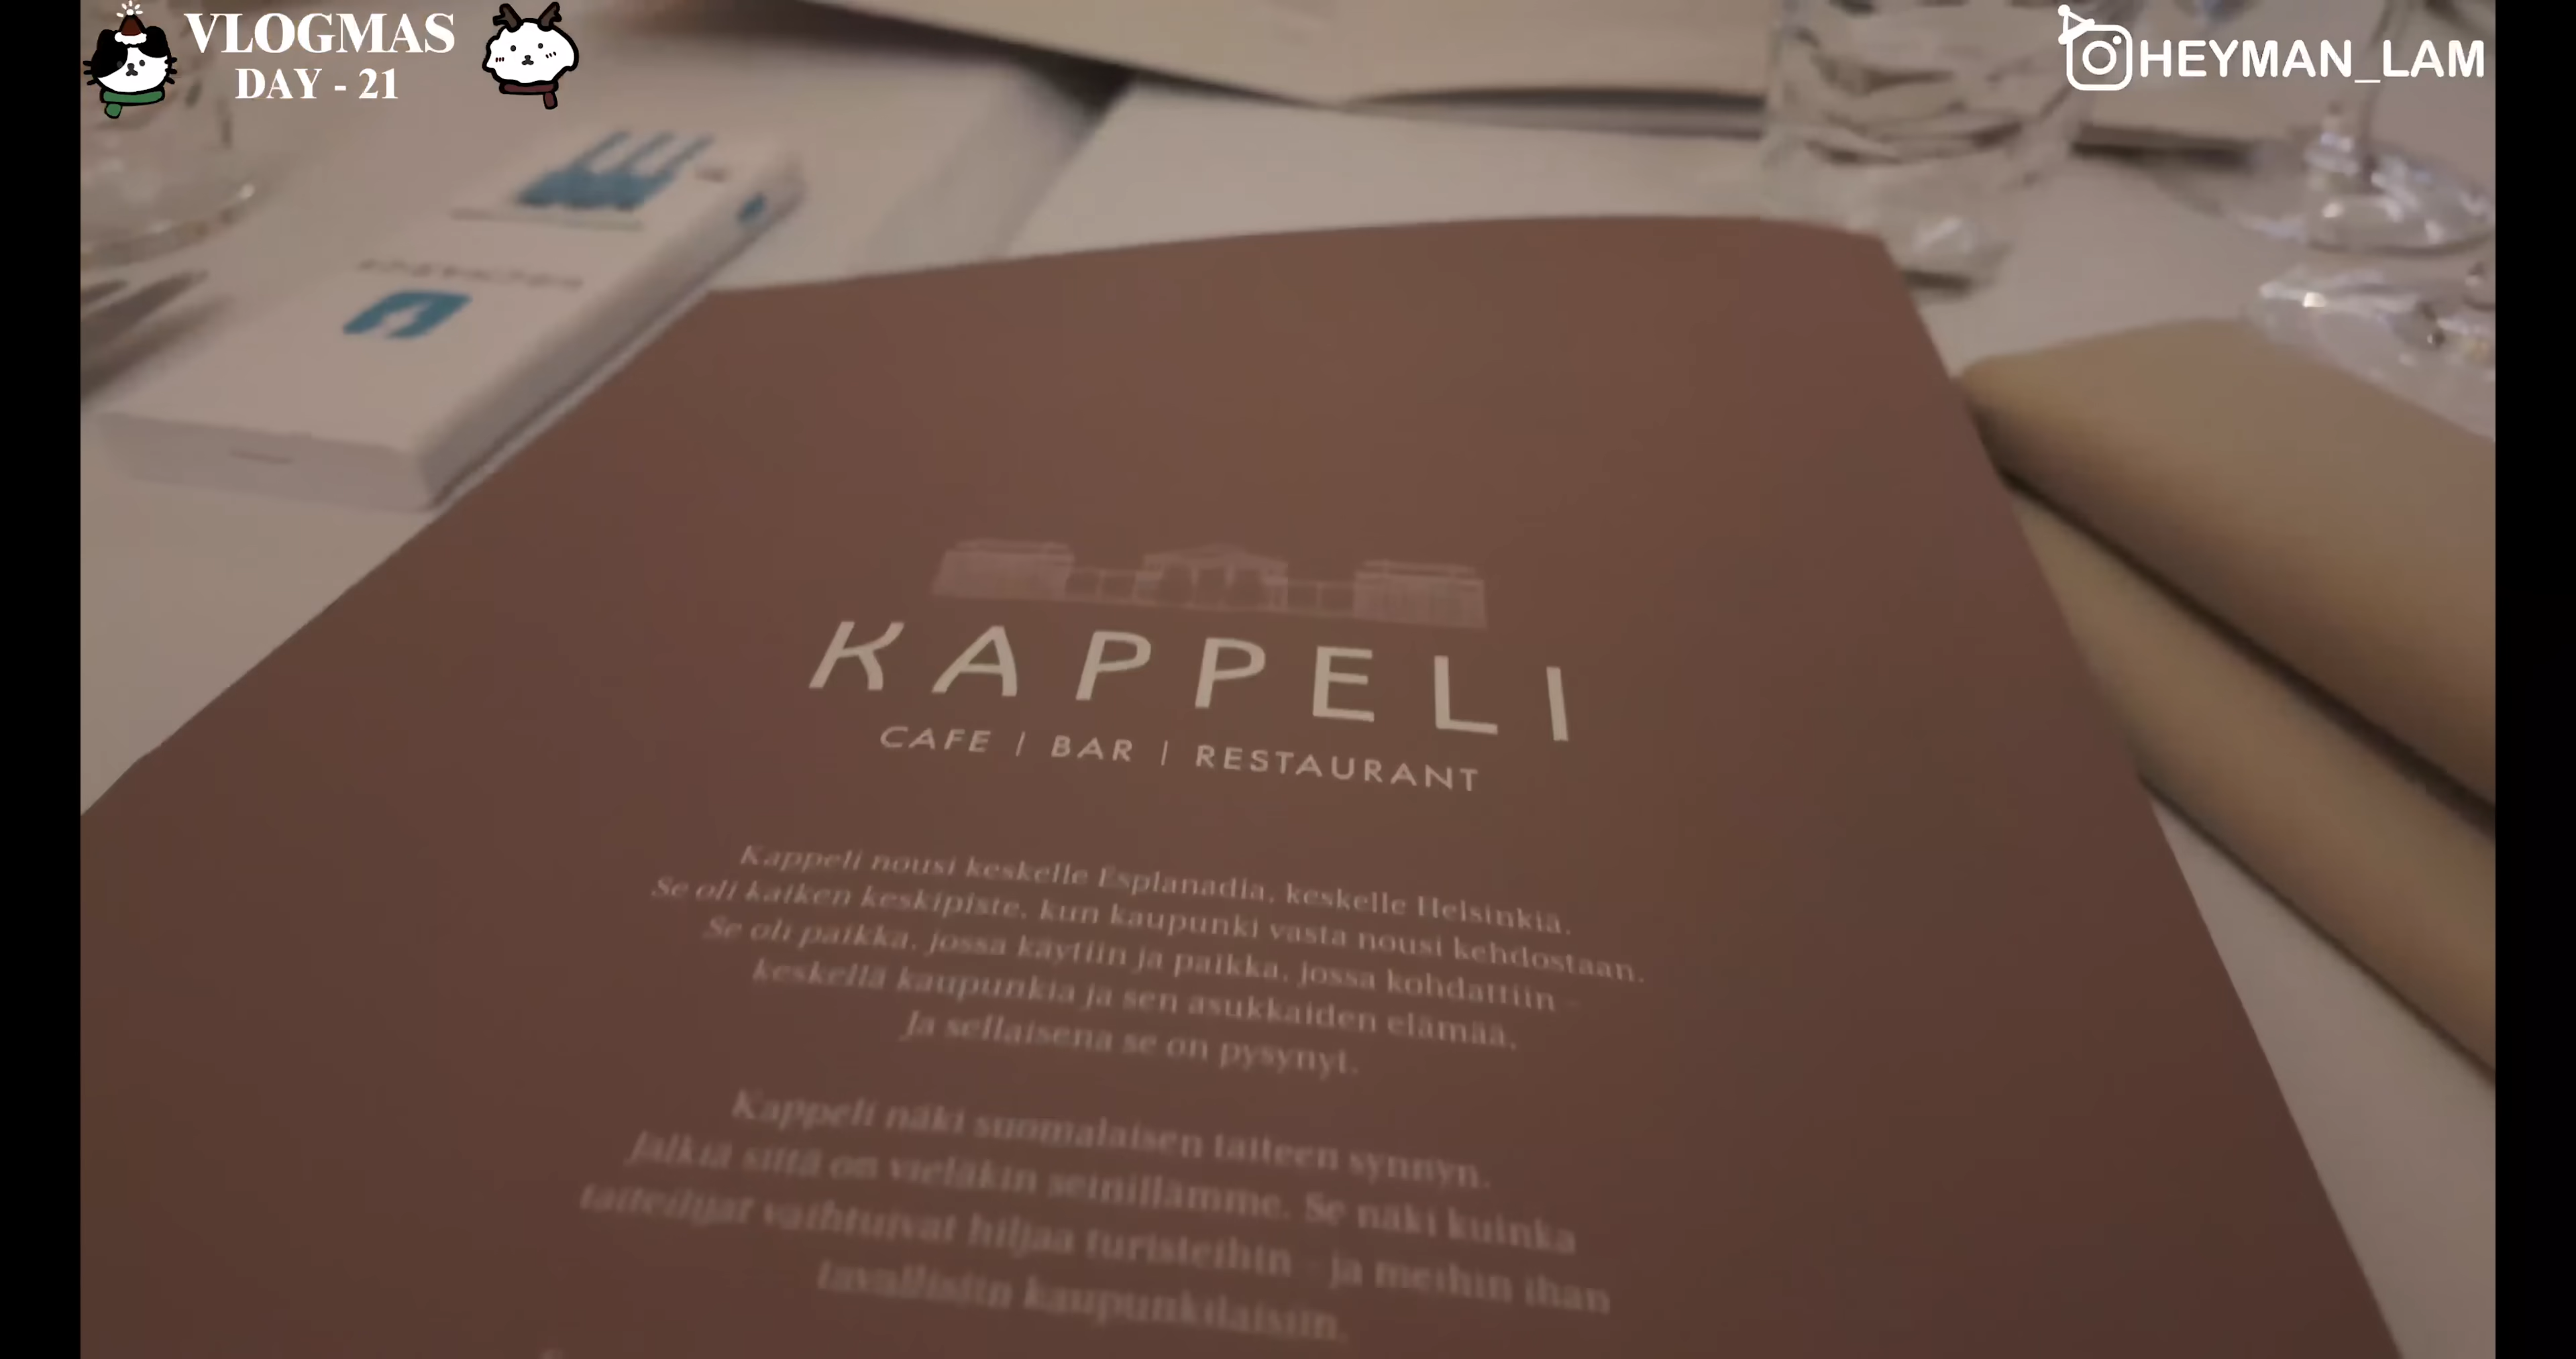 VLOGMAS
DAY - 21
HEYMAN_LAM
KAPPELI
CAFE | BAR | RESTAURANT
Kappeli nousi keskelle Esplanadia, keskelle Helsinkiä.
Se oli kaiken keskipiste, kun kaupunki vasta nousi kehdostaan.
Se oli paikka, jossa käytiin ja paikka, jossa kohdattiin –
keskellä kaupunkia ja sen asukkaiden elämää.
Ja sellaisena se on pysynyt.
Kappeli näki suomalaisen taiteen synnyn.
Jälkiä siitä on vieläkin seinillämme. Se näki kuinka
taiteilijat vaihtuivat hiljaa turisteihin – ja meihin ihan
tavallisiin kaupunkilaisiin.